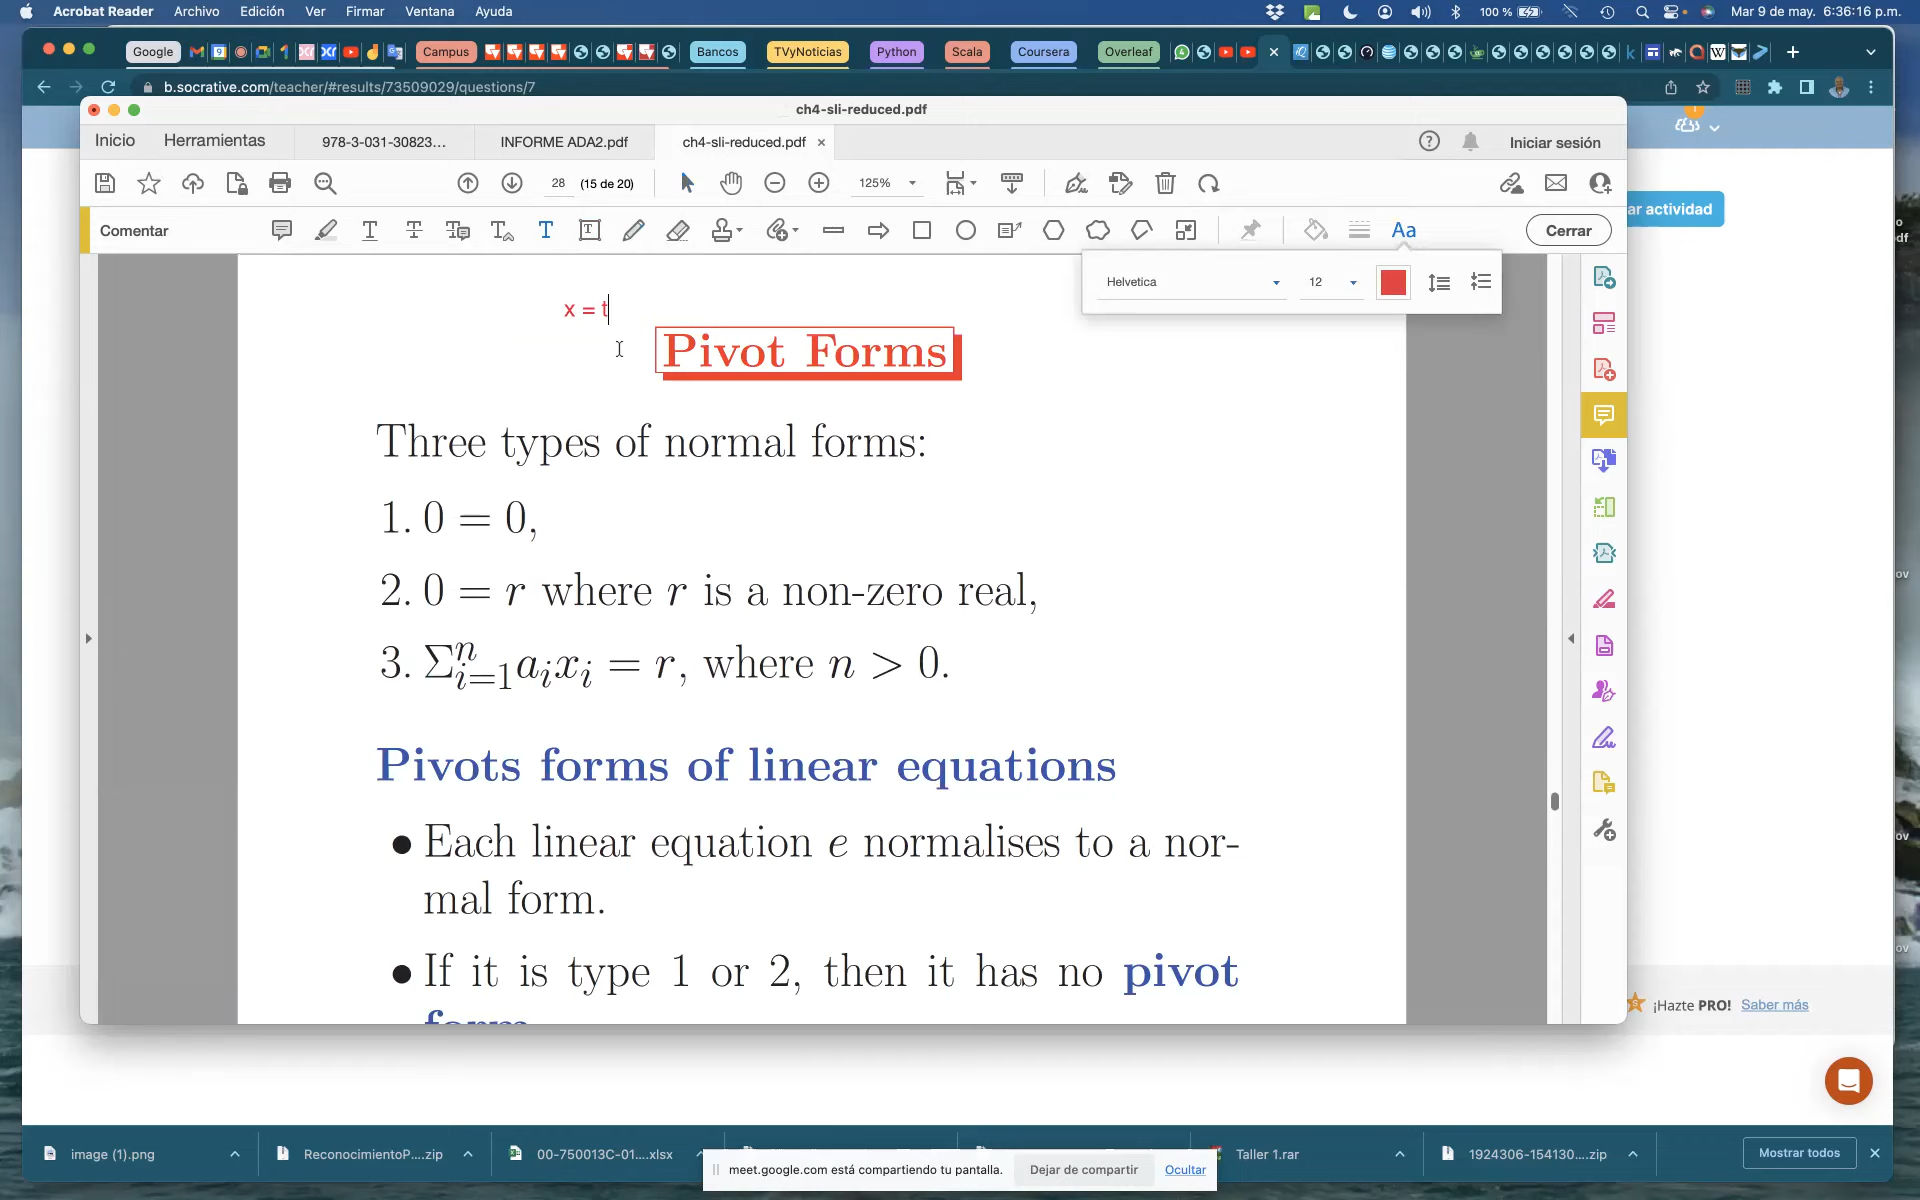 Acrobat Reader Archivo Edición Ver Firmar Ventana Ayuda 100 % Mar 9 de may. 6:36:16 p.m.
Google Campus Bancos TVyNoticias Python Scala Coursera Overleaf
b.socrative.com/teacher/#results/73509029/questions/7
ch4-sli-reduced.pdf
Inicio Herramientas 978-3-031-30823... INFORME ADA2.pdf ch4-sli-reduced.pdf Iniciar sesión
28 (15 de 20) 125%
ar actividad
Comentar Aa Cerrar
Helvetica 12
x = t
Pivot Forms
Three types of normal forms:
1. 0 = 0,
2. 0 = r where r is a non-zero real,
3. Σⁿᵢ₌₁aᵢxᵢ = r, where n > 0.
Pivots forms of linear equations
● Each linear equation e normalises to a nor-
mal form.
● If it is type 1 or 2, then it has no pivot
form
¡Hazte PRO! Saber más
image (1).png ReconocimientoP....zip 00-750013C-01....xlsx Taller 1.rar 1924306-154130....zip Mostrar todos
meet.google.com está compartiendo tu pantalla. Dejar de compartir Ocultar